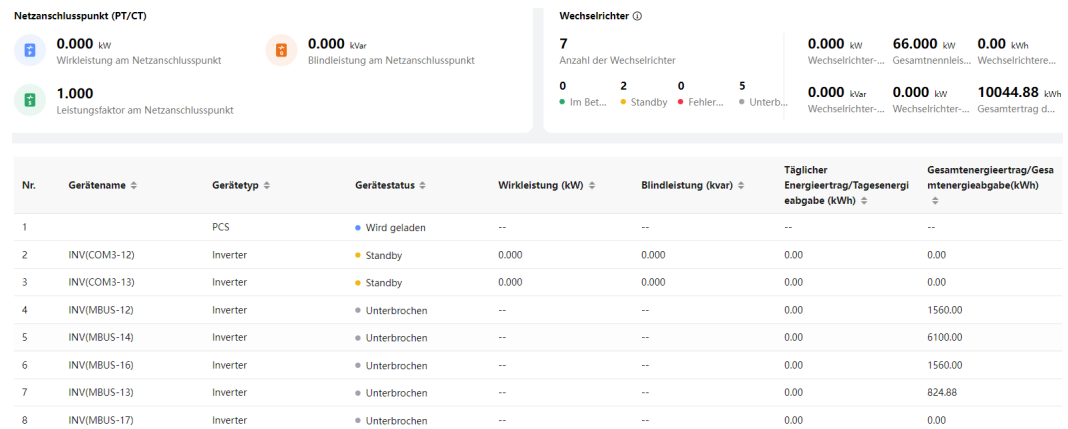 Netzanschlusspunkt (PT/CT)
0.000 kW
Wirkleistung am Netzanschlusspunkt
0.000 kVar
Blindleistung am Netzanschlusspunkt
1.000
Leistungsfaktor am Netzanschlusspunkt
Wechselrichter
7
Anzahl der Wechselrichter
0 2 0 5
Im Bet... Standby Fehler... Unterb...
0.000 kW 66.000 kW 0.00 kWh
Wechselrichter-... Gesamtnennleis... Wechselrichtere...
0.000 kVar 0.000 kW 10044.88 kWh
Wechselrichter-... Wechselrichter-... Gesamtertrag d...
Nr. Gerätename Gerätetyp Gerätestatus Wirkleistung (kW) Blindleistung (kvar)
Täglicher
Energieertrag/Tagesenergi
eabgabe (kWh)
Gesamtenergieertrag/Gesa
mtenergieabgabe(kWh)
1 PCS Wird geladen -- -- -- --
2 INV(COM3-12) Inverter Standby 0.000 0.000 0.00 0.00
3 INV(COM3-13) Inverter Standby 0.000 0.000 0.00 0.00
4 INV(MBUS-12) Inverter Unterbrochen -- -- 0.00 1560.00
5 INV(MBUS-14) Inverter Unterbrochen -- -- 0.00 6100.00
6 INV(MBUS-16) Inverter Unterbrochen -- -- 0.00 1560.00
7 INV(MBUS-13) Inverter Unterbrochen -- -- 0.00 824.88
8 INV(MBUS-17) Inverter Unterbrochen -- -- 0.00 0.00